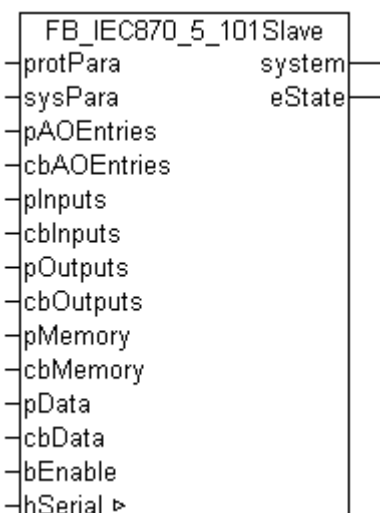 FB_IEC870_5_101Slave
protPara system
sysPara eState
pAOEntries
cbAOEntries
pInputs
cbInputs
pOutputs
cbOutputs
pMemory
cbMemory
pData
cbData
bEnable
hSerial ▹